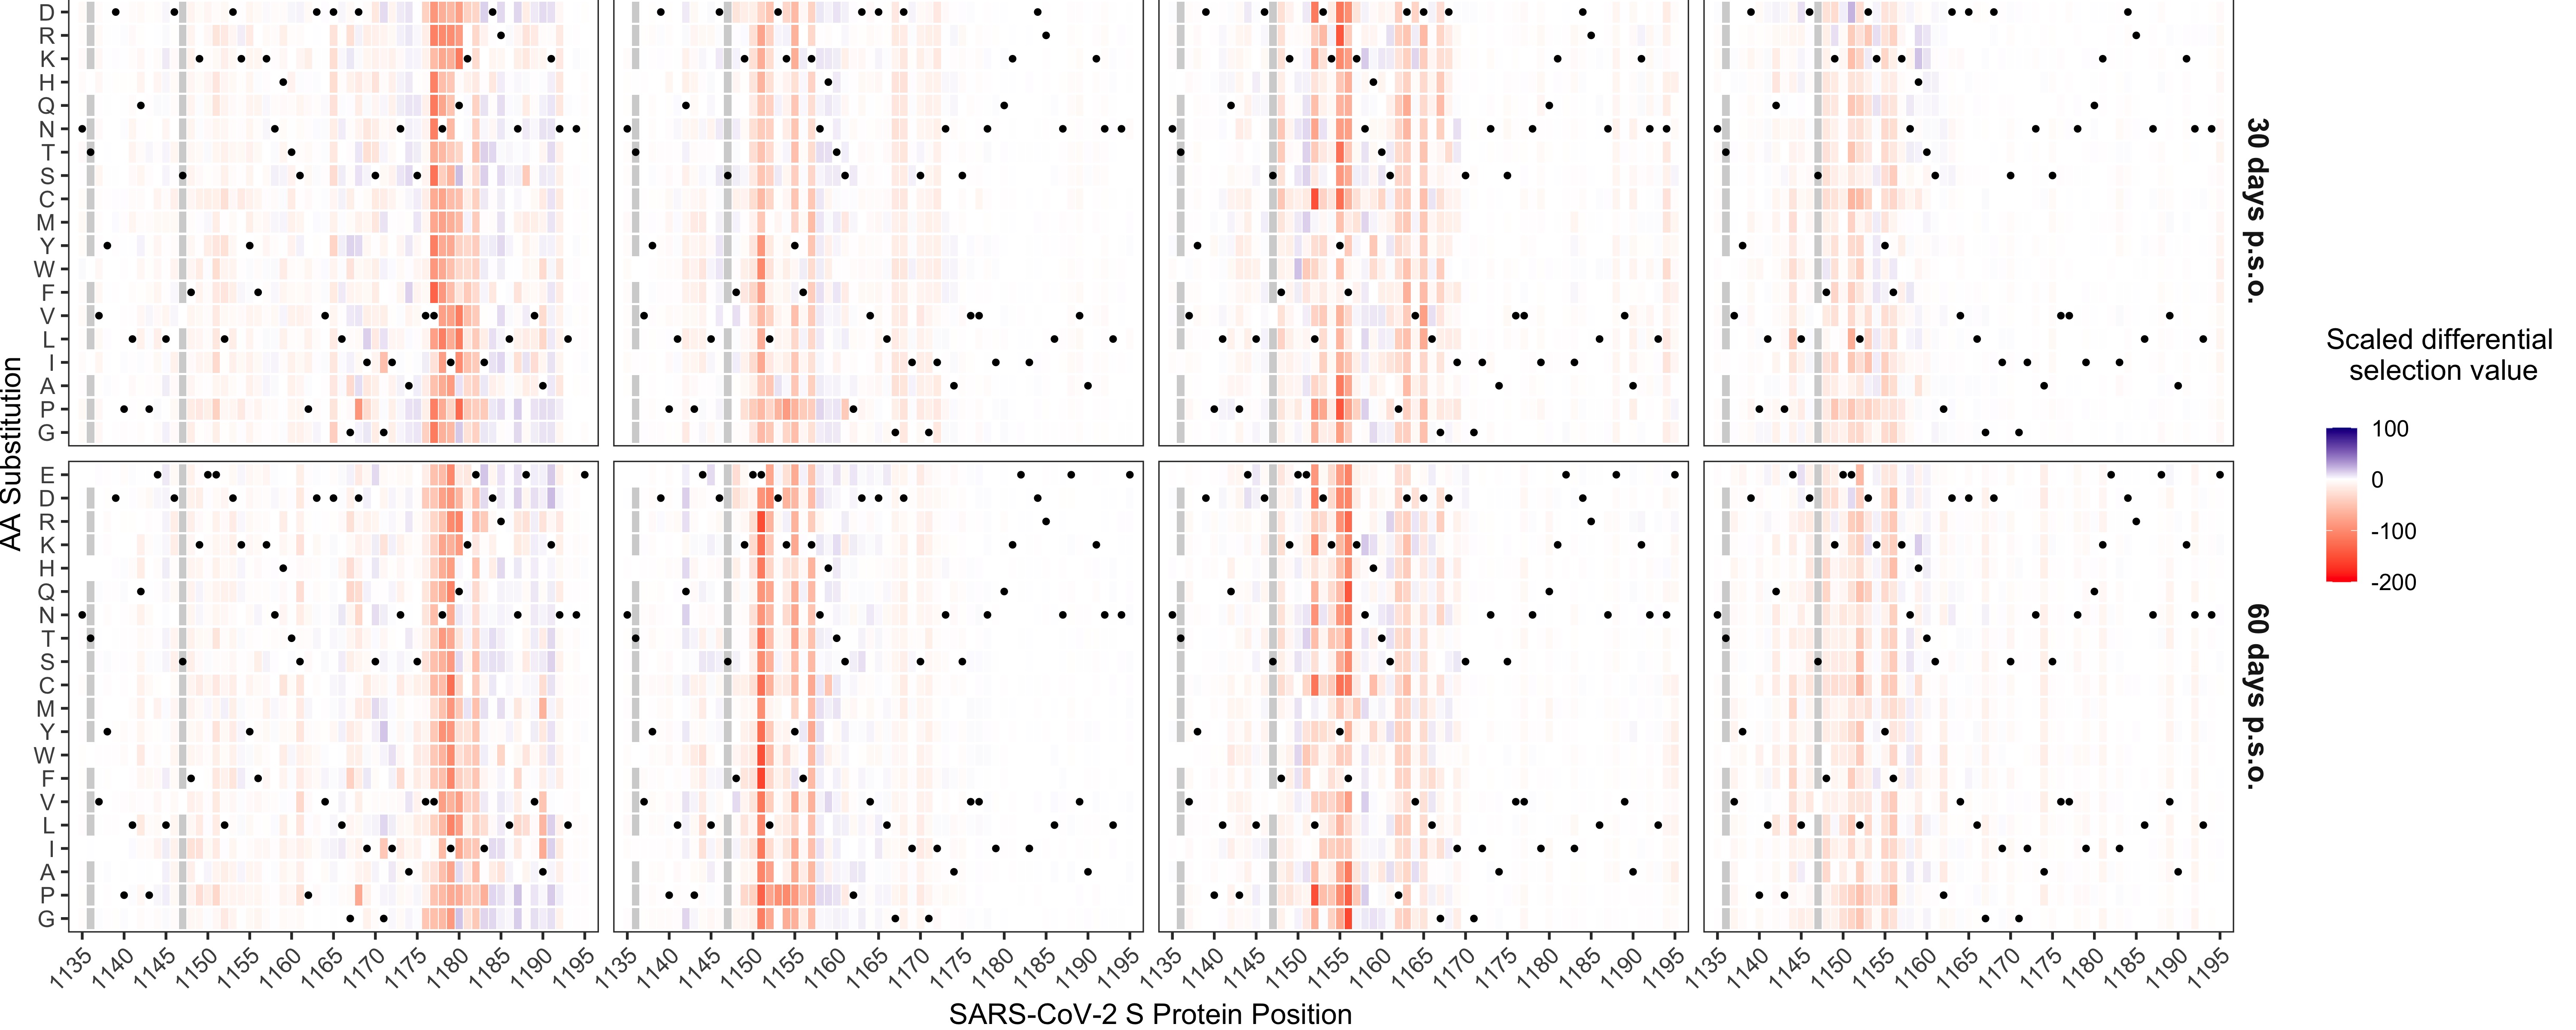 D
R
K
H
Q
N
T
S
C
M
Y
W
F
V
L
I
A
P
G
30 days p.s.o.
AA Substitution
E
D
R
K
H
Q
N
T
S
C
M
Y
W
F
V
L
I
A
P
G
60 days p.s.o.
1135 1140 1145 1150 1155 1160 1165 1170 1175 1180 1185 1190 1195
1135 1140 1145 1150 1155 1160 1165 1170 1175 1180 1185 1190 1195
1135 1140 1145 1150 1155 1160 1165 1170 1175 1180 1185 1190 1195
1135 1140 1145 1150 1155 1160 1165 1170 1175 1180 1185 1190 1195
SARS-CoV-2 S Protein Position
Scaled differential
selection value
100
0
-100
-200